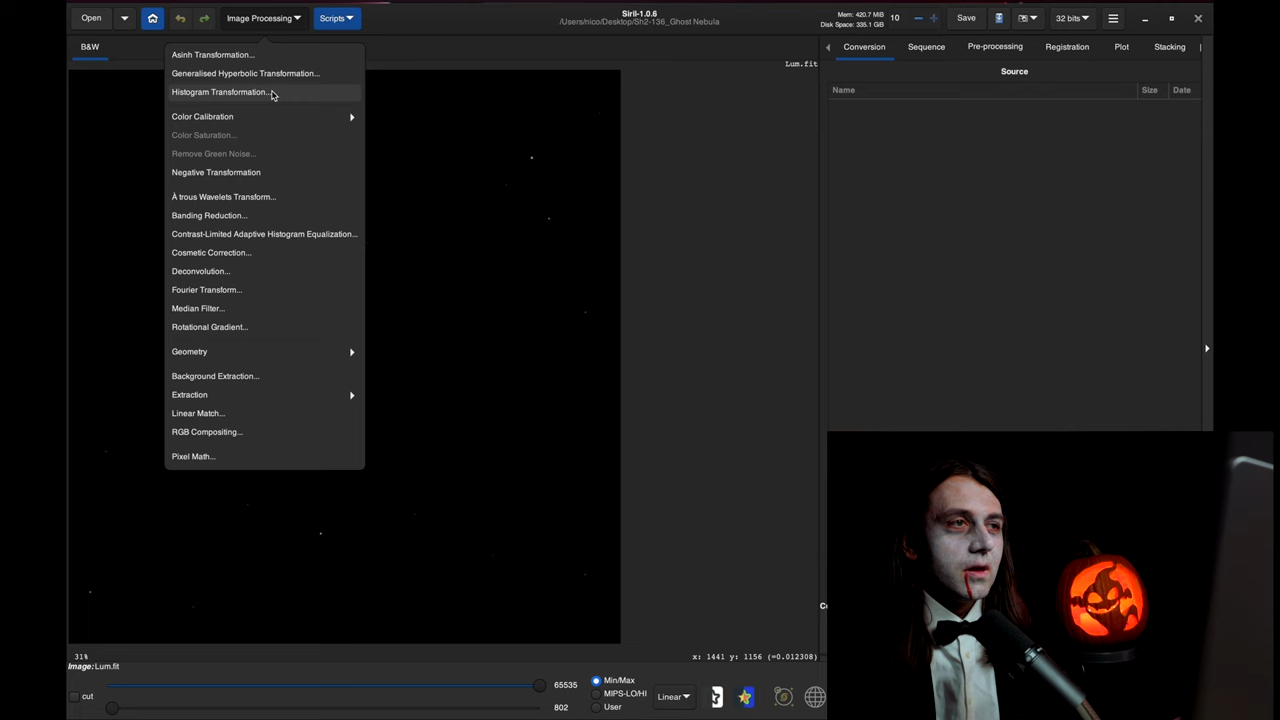 Open
Image Processing
Scripts
Siril-1.0.6
/Users/nico/Desktop/Sh2-136_Ghost Nebula
Mem: 420.7 MiB
Disk Space: 335.1 GB
10
Save
32 bits
B&W
Conversion
Sequence
Pre-processing
Registration
Plot
Stacking
Lum.fit
Source
Name
Size
Date
Asinh Transformation...
Generalised Hyperbolic Transformation...
Histogram Transformation...
Color Calibration
Color Saturation...
Remove Green Noise...
Negative Transformation
À trous Wavelets Transform...
Banding Reduction...
Contrast-Limited Adaptive Histogram Equalization...
Cosmetic Correction...
Deconvolution...
Fourier Transform...
Median Filter...
Rotational Gradient...
Geometry
Background Extraction...
Extraction
Linear Match...
RGB Compositing...
Pixel Math...
31%
x: 1441 y: 1156 (=0.012308)
Image:Lum.fit
cut
65535
802
Min/Max
MIPS-LO/HI
User
Linear